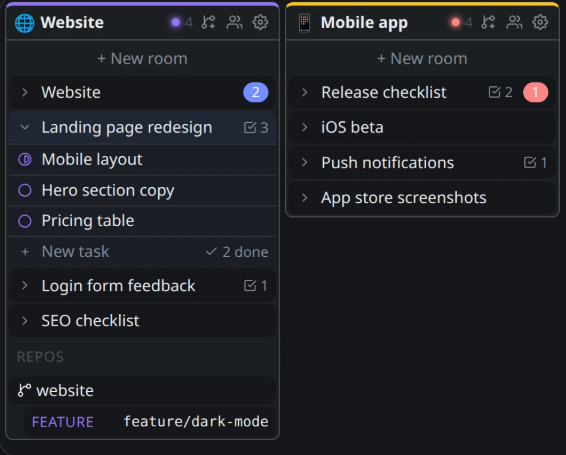 Website 4
+ New room
Website 2
Landing page redesign 3
Mobile layout
Hero section copy
Pricing table
+ New task 2 done
Login form feedback 1
SEO checklist
REPOS
website
FEATURE feature/dark-mode
Mobile app 4
+ New room
Release checklist 2 1
iOS beta
Push notifications 1
App store screenshots